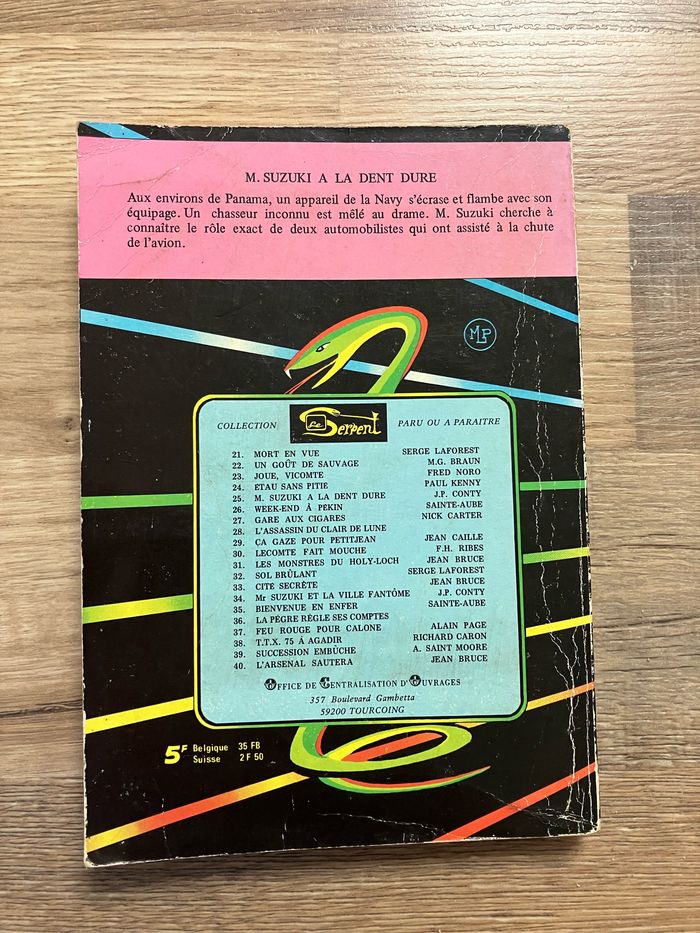 M. SUZUKI A LA DENT DURE
Aux environs de Panama, un appareil de la Navy s'écrase et flambe avec son
équipage. Un chasseur inconnu est mêlé au drame. M. Suzuki cherche à
connaître le rôle exact de deux automobilistes qui ont assisté à la chute
de l'avion.
MLP
COLLECTION Le Serpent PARU OU A PARAITRE
21. MORT EN VUE SERGE LAFOREST
22. UN GOÛT DE SAUVAGE M.G. BRAUN
23. JOUE, VICOMTE FRED NORO
24. ETAU SANS PITIE PAUL KENNY
25. M. SUZUKI A LA DENT DURE J.P. CONTY
26. WEEK-END À PEKIN SAINTE-AUBE
27. GARE AUX CIGARES NICK CARTER
28. L'ASSASSIN DU CLAIR DE LUNE
29. ÇA GAZE POUR PETITJEAN JEAN CAILLE
30. LECOMTE FAIT MOUCHE F.H. RIBES
31. LES MONSTRES DU HOLY-LOCH JEAN BRUCE
32. SOL BRÛLANT SERGE LAFOREST
33. CITE SECRÈTE JEAN BRUCE
34. Mr SUZUKI ET LA VILLE FANTÔME J.P. CONTY
35. BIENVENUE EN ENFER SAINTE-AUBE
36. LA PÉGRE RÈGLE SES COMPTES
37. FEU ROUGE POUR CALONE ALAIN PAGE
38. T.T.X. 75 À AGADIR RICHARD CARON
39. SUCCESSION EMBÛCHE A. SAINT MOORE
40. L'ARSENAL SAUTERA JEAN BRUCE
OFFICE DE CENTRALISATION D'OUVRAGES
357 Boulevard Gambetta
59200 TOURCOING
5F Belgique 35 FB
Suisse 2 F 50